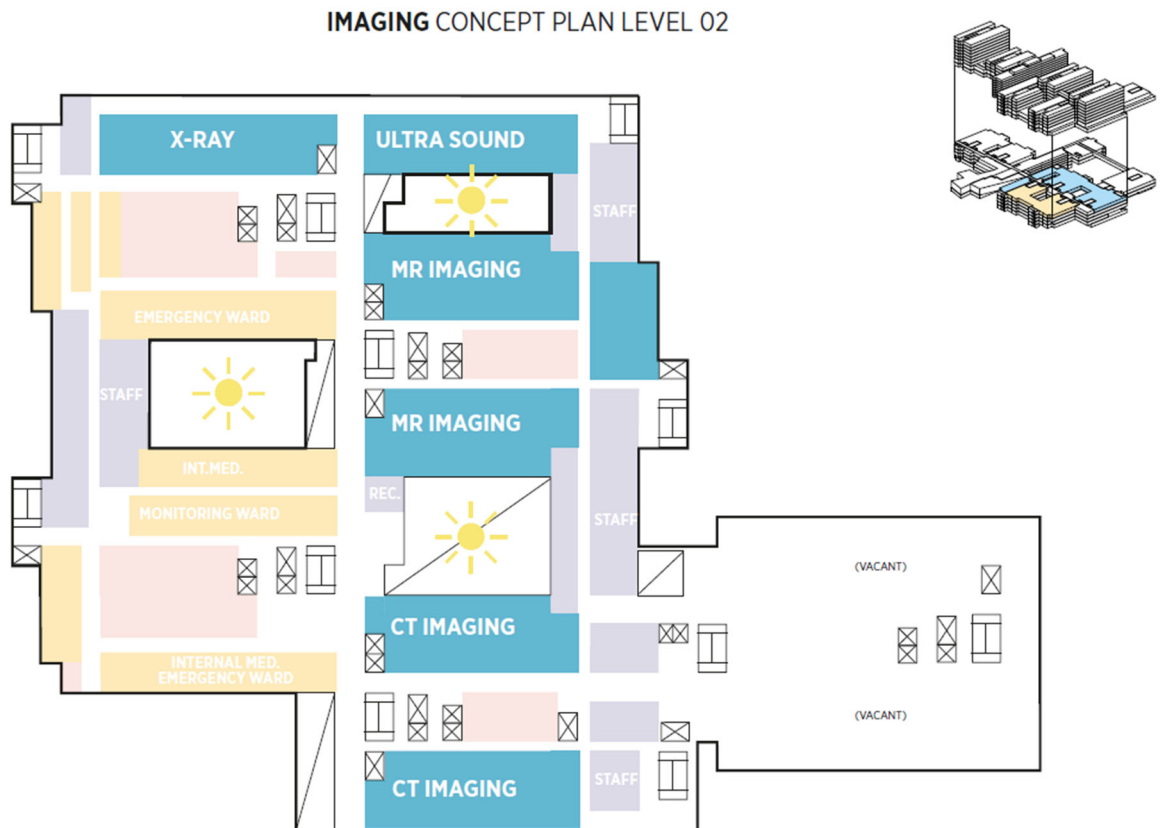 IMAGING CONCEPT PLAN LEVEL 02
X-RAY
ULTRA SOUND
STAFF
MR IMAGING
EMERGENCY WARD
STAFF
MR IMAGING
INT.MED.
REC.
MONITORING WARD
STAFF
(VACANT)
CT IMAGING
INTERNAL MED.
EMERGENCY WARD
(VACANT)
CT IMAGING
STAFF